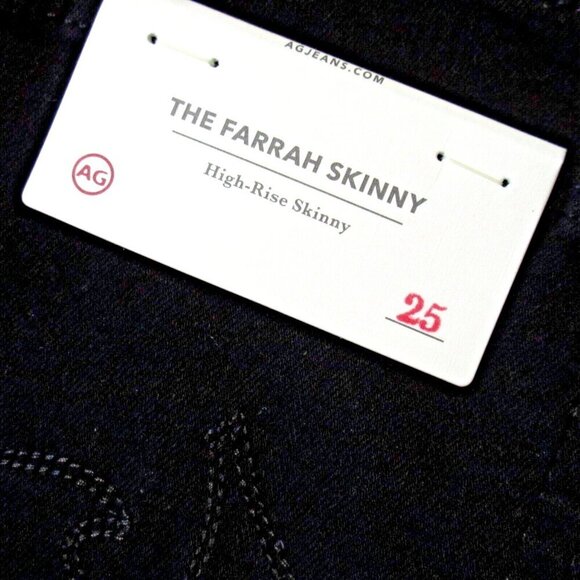 AGJEANS.COM
THE FARRAH SKINNY
High-Rise Skinny
AG
25